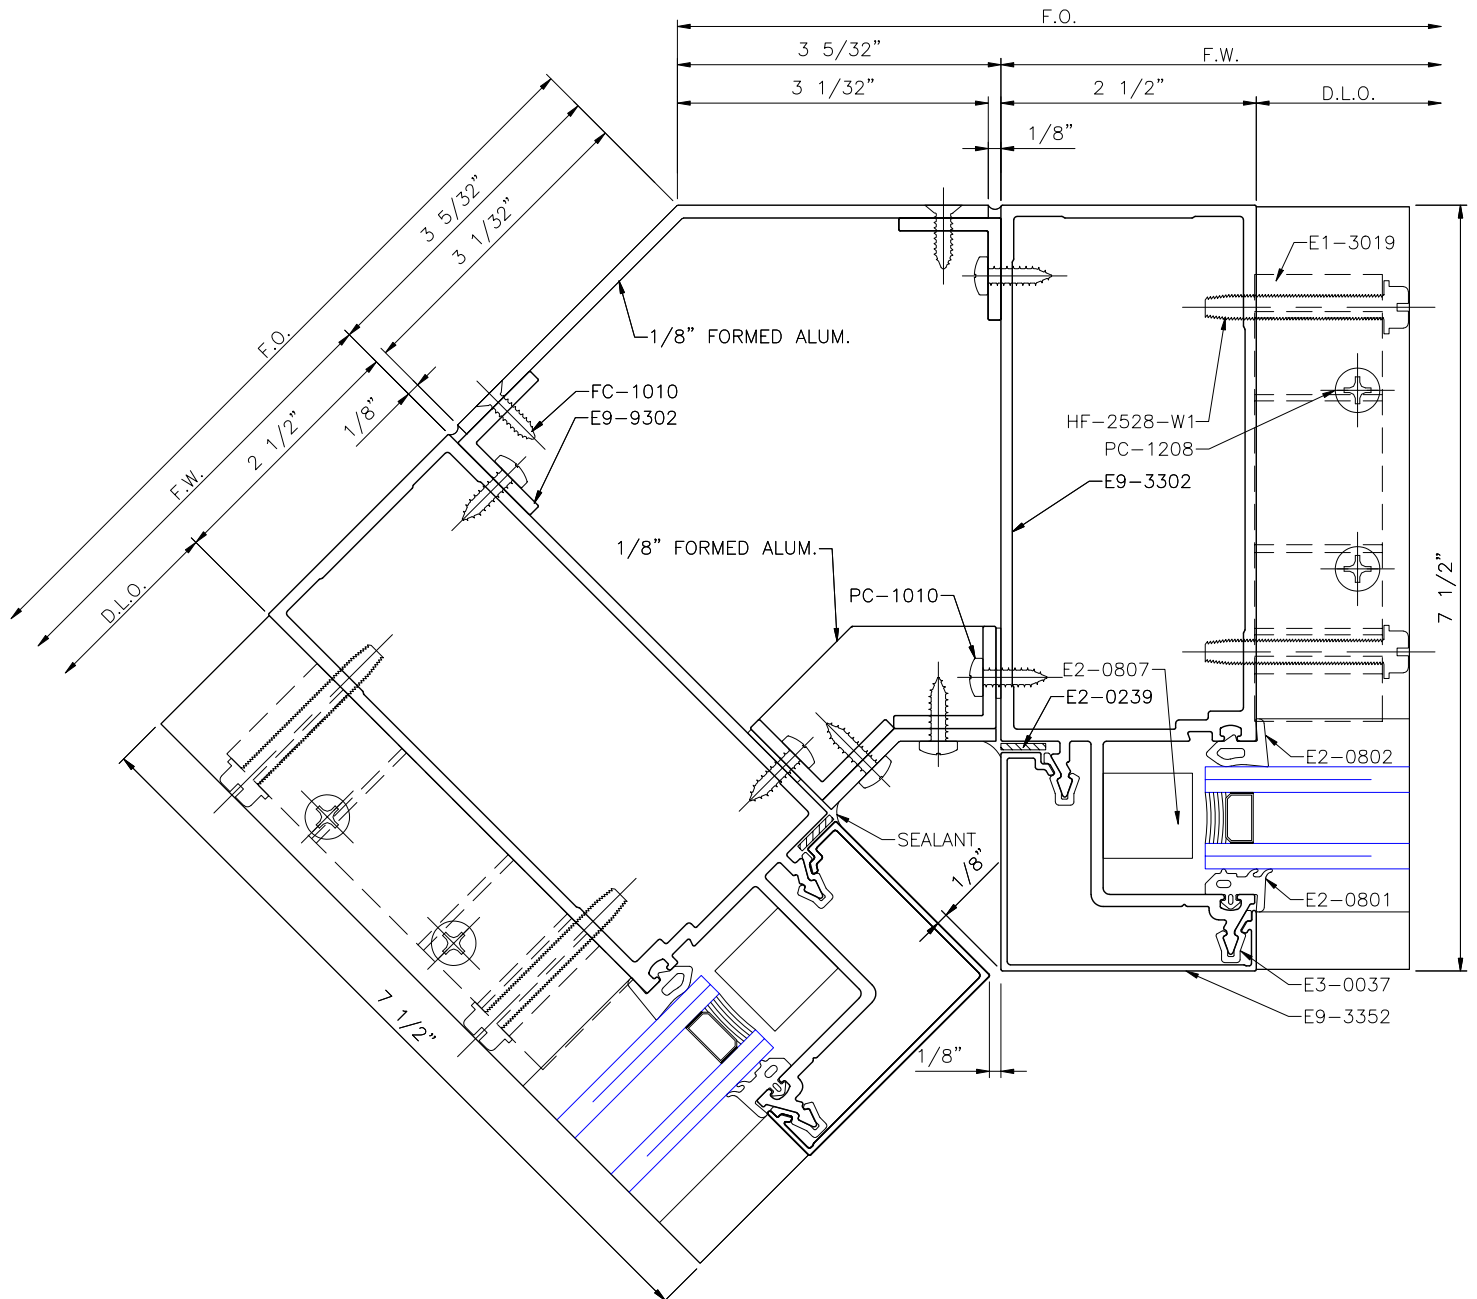 F.O.
3 5/32”
F.W.
3 1/32”
2 1/2”
D.L.O.
1/8”
3 5/32”
3 1/32”
F.O.
E1-3019
1/8” FORMED ALUM.
FC-1010
E9-9302
1/8”
2 1/2”
F.W.
HF-2528-W1
PC-1208
E9-3302
1/8” FORMED ALUM.
7 1/2”
D.L.O.
PC-1010
E2-0807
E2-0239
E2-0802
SEALANT
1/8”
E2-0801
E3-0037
E9-3352
7 1/2”
1/8”